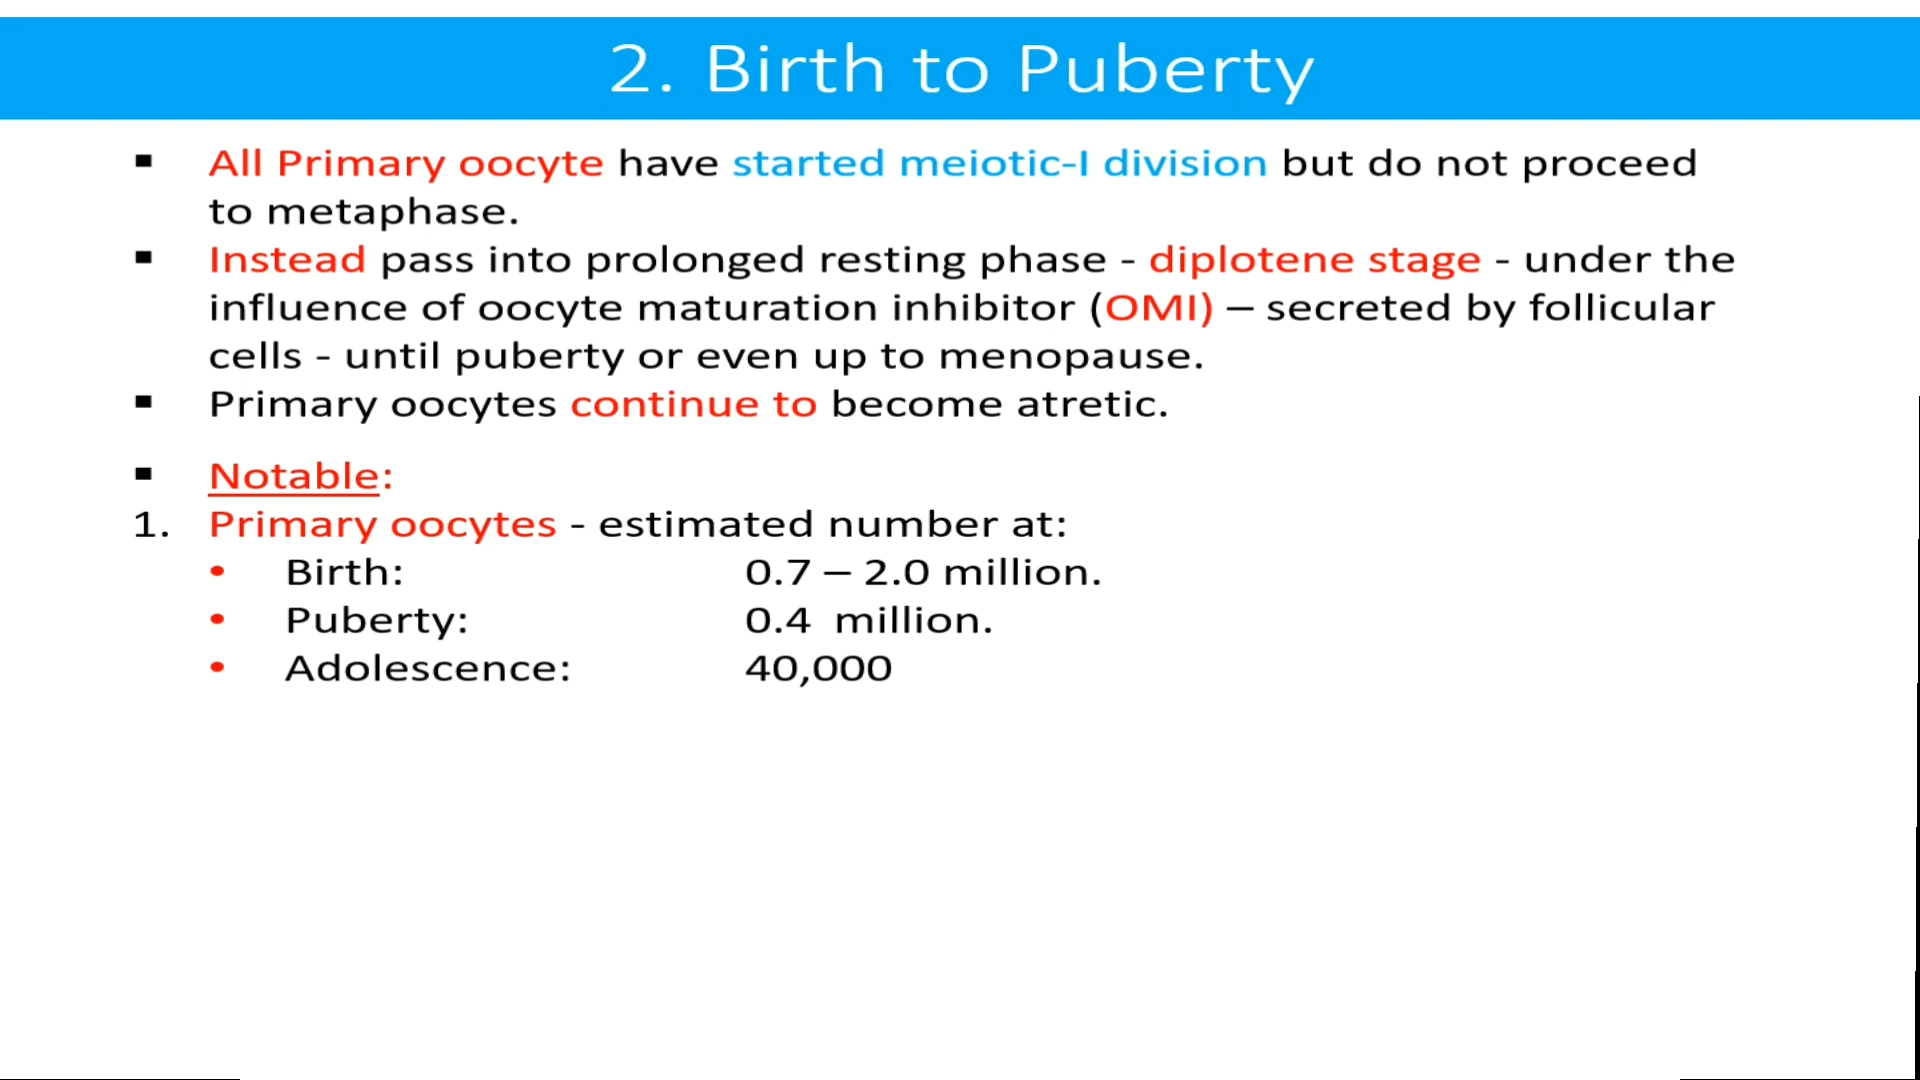 2. Birth to Puberty
▪ All Primary oocyte have started meiotic-I division but do not proceed
to metaphase.
▪ Instead pass into prolonged resting phase - diplotene stage - under the
influence of oocyte maturation inhibitor (OMI) – secreted by follicular
cells - until puberty or even up to menopause.
▪ Primary oocytes continue to become atretic.
▪ Notable:
1. Primary oocytes - estimated number at:
• Birth: 0.7 – 2.0 million.
• Puberty: 0.4 million.
• Adolescence: 40,000